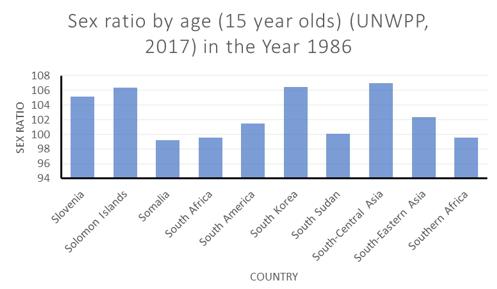 Sex ratio by age (15 year olds) (UNWPP,
2017) in the Year 1986
108
106
104
102
100
98
96
94
SEX RATIO
Slovenia
Solomon Islands
Somalia
South Africa
South America
South Korea
South Sudan
South-Central Asia
South-Eastern Asia
Southern Africa
COUNTRY